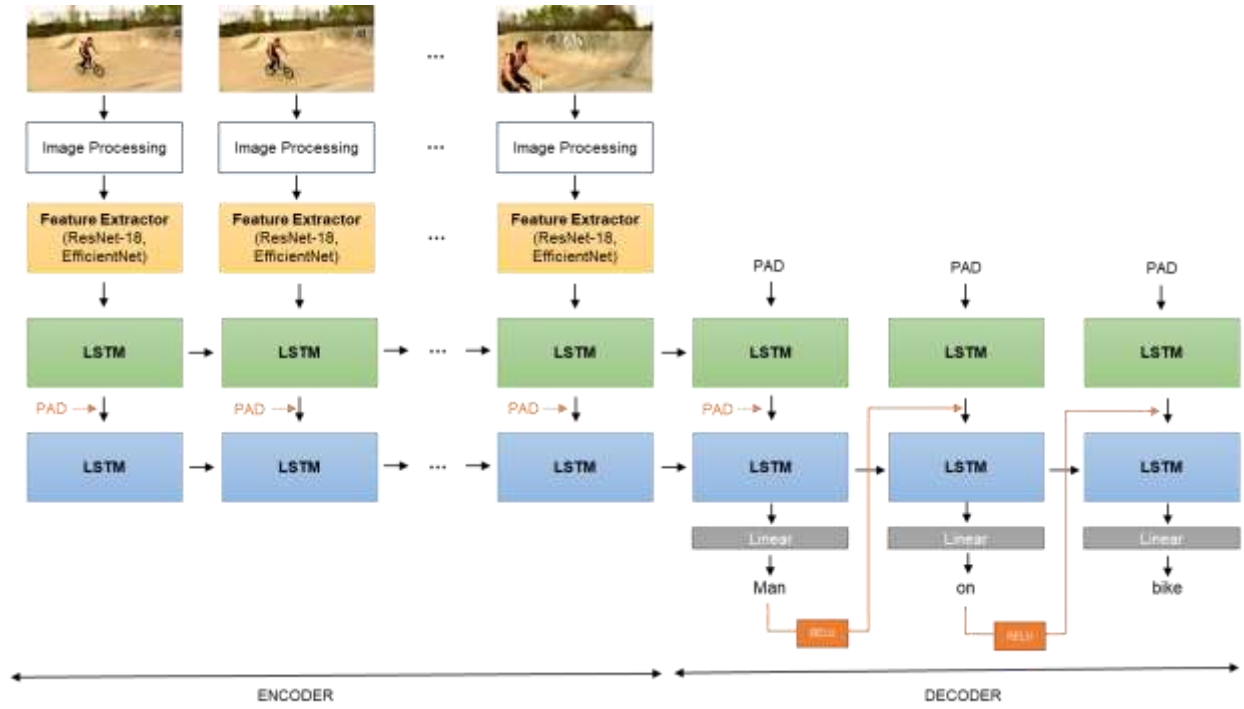 ...
Image Processing
Image Processing
...
Image Processing
Feature Extractor
(ResNet-18,
EfficientNet)
Feature Extractor
(ResNet-18,
EfficientNet)
...
Feature Extractor
(ResNet-18,
EfficientNet)
PAD
PAD
PAD
LSTM
LSTM
...
LSTM
LSTM
LSTM
LSTM
PAD
PAD
PAD
PAD
LSTM
LSTM
...
LSTM
LSTM
LSTM
LSTM
Linear
Linear
Linear
Man
on
bike
RELU
RELU
ENCODER
DECODER